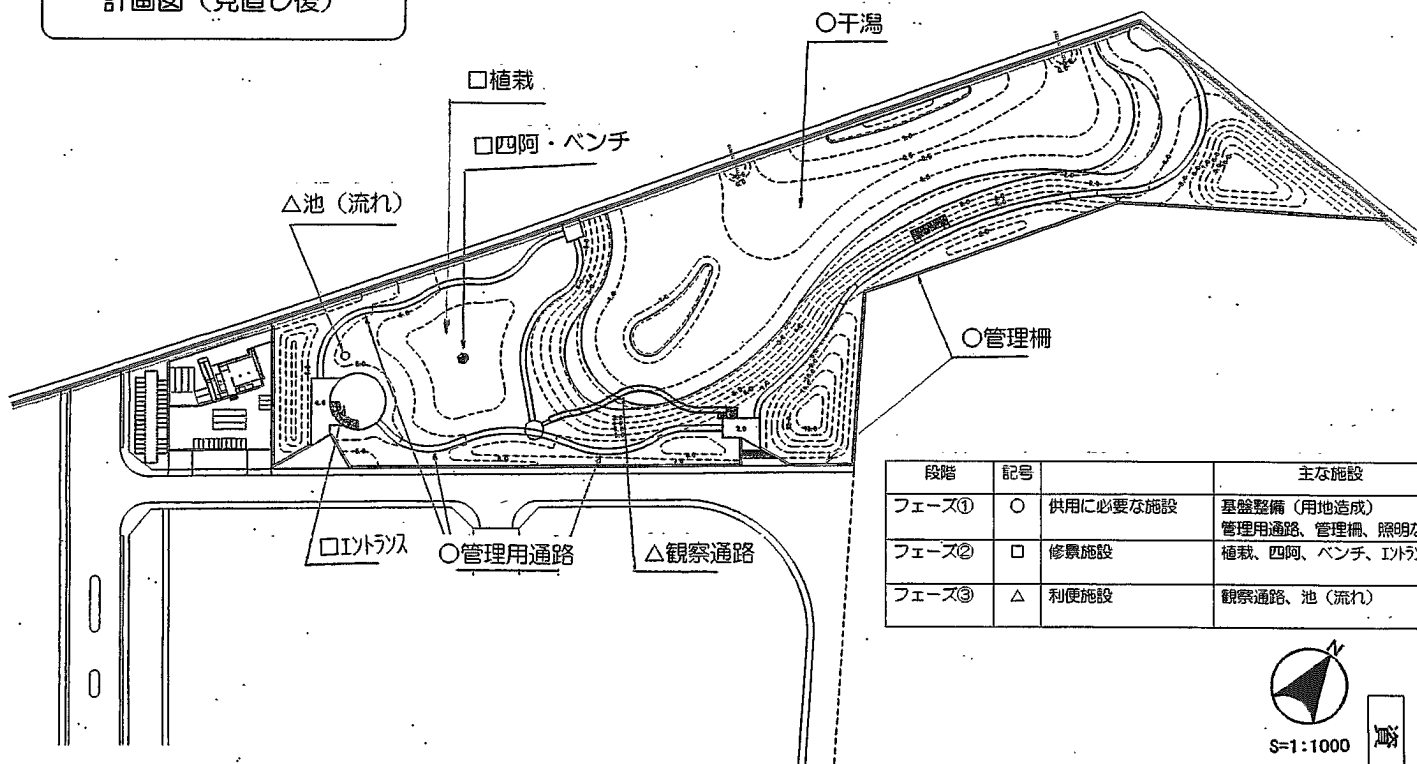 計画図（見直し後）
○干潟
□植栽
□四阿・ベンチ
△池（流れ）
○管理柵
□エントランス
○管理用通路
△観察通路
段階 記号 主な施設
フェーズ① ○ 供用に必要な施設 基盤整備（用地造成）
管理用通路、管理柵、照明な
フェーズ② □ 修景施設 植栽、四阿、ベンチ、エントラン
フェーズ③ △ 利便施設 観察通路、池（流れ）
N
S=1:1000
資